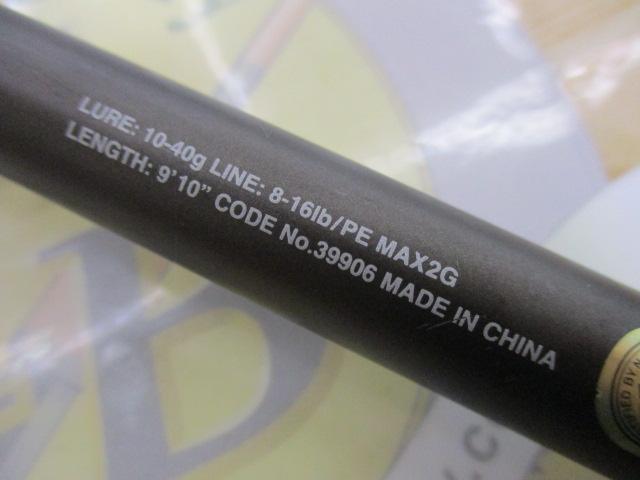 LURE: 10-40g LINE: 8-16lb/PE MAX2G
LENGTH: 9'10" CODE No.39906 MADE IN CHINA